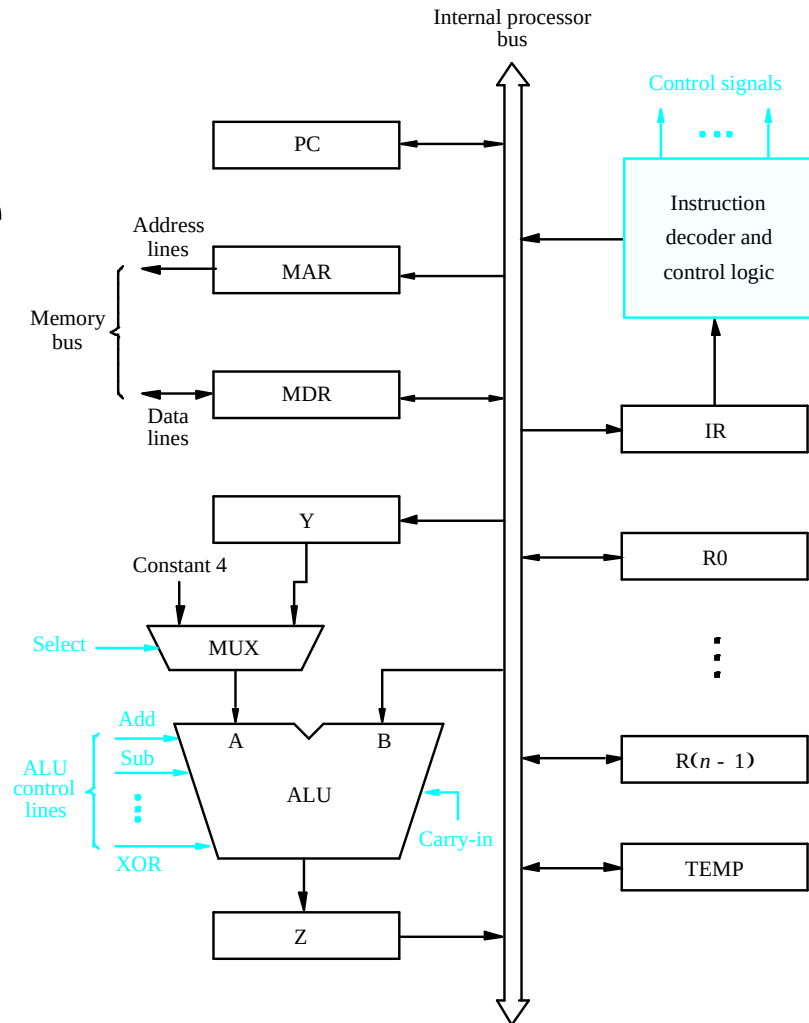 Internal processor
bus
Control signals
PC
Instruction
decoder and
control logic
Address
lines
MAR
Memory
bus
MDR
Data
lines
IR
Y
Constant 4
R0
Select
MUX
Add
A
B
R(n - 1)
Sub
ALU
control
lines
ALU
Carry-in
XOR
TEMP
Z